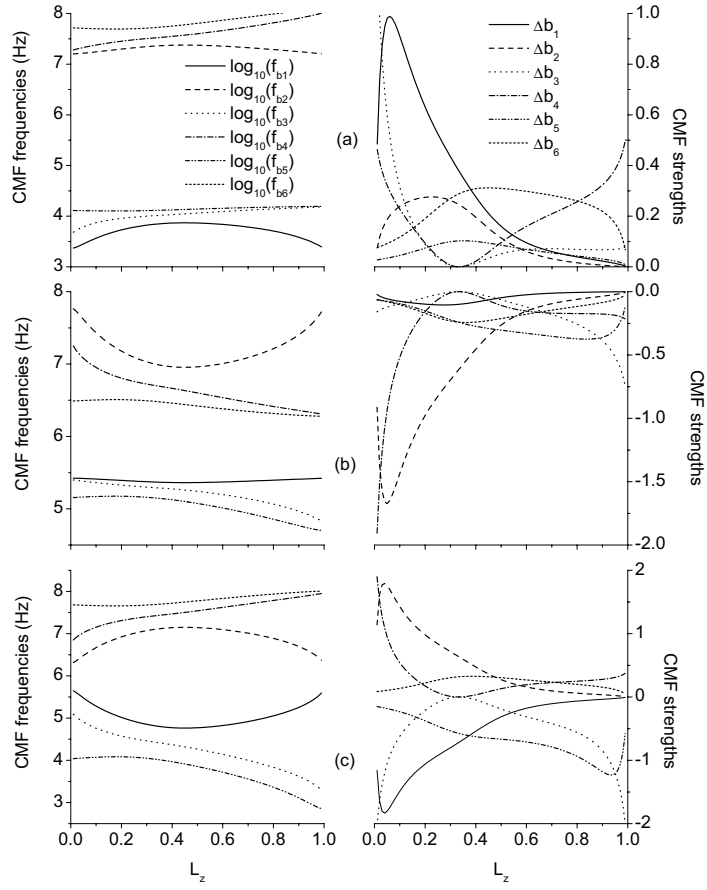 8
7
6
5
4
3
CMF frequencies (Hz)
log10(fb1)
log10(fb2)
log10(fb3)
log10(fb4)
log10(fb5)
log10(fb6)
(a)
Δb1
Δb2
Δb3
Δb4
Δb5
Δb6
1.0
0.8
0.6
0.4
0.2
0.0
CMF strengths
8
7
6
5
CMF frequencies (Hz)
(b)
0.0
-0.5
-1.0
-1.5
-2.0
CMF strengths
8
7
6
5
4
3
CMF frequencies (Hz)
(c)
2
1
0
-1
-2
CMF strengths
0.0 0.2 0.4 0.6 0.8 1.0
0.0 0.2 0.4 0.6 0.8 1.0
Lz
Lz